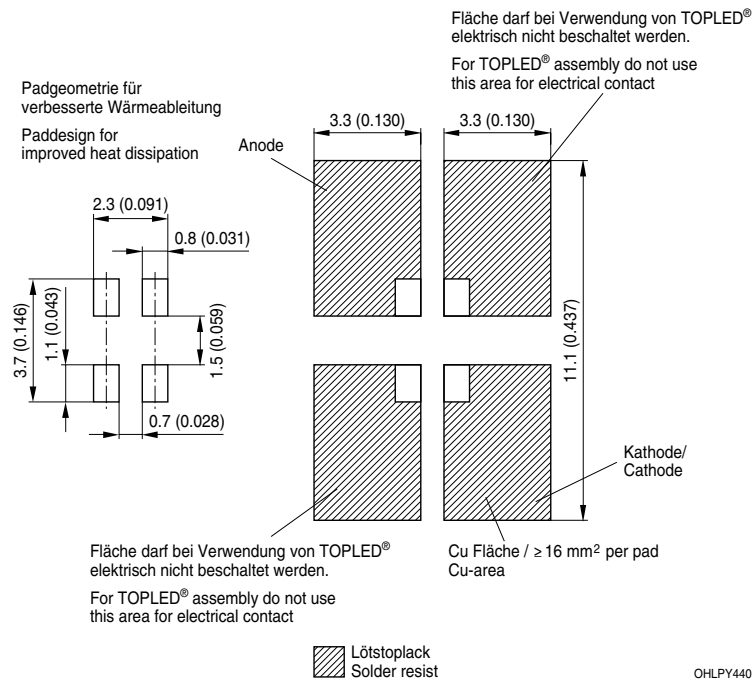 Fläche darf bei Verwendung von TOPLED®
elektrisch nicht beschaltet werden.
For TOPLED® assembly do not use
this area for electrical contact
Padgeometrie für
verbesserte Wärmeableitung
Paddesign for
improved heat dissipation
Anode
3.3 (0.130)
3.3 (0.130)
2.3 (0.091)
0.8 (0.031)
3.7 (0.146)
1.1 (0.043)
1.5 (0.059)
11.1 (0.437)
0.7 (0.028)
Kathode/
Cathode
Fläche darf bei Verwendung von TOPLED®
elektrisch nicht beschaltet werden.
For TOPLED® assembly do not use
this area for electrical contact
Cu Fläche / ≥ 16 mm² per pad
Cu-area
Lötstoplack
Solder resist
OHLPY440